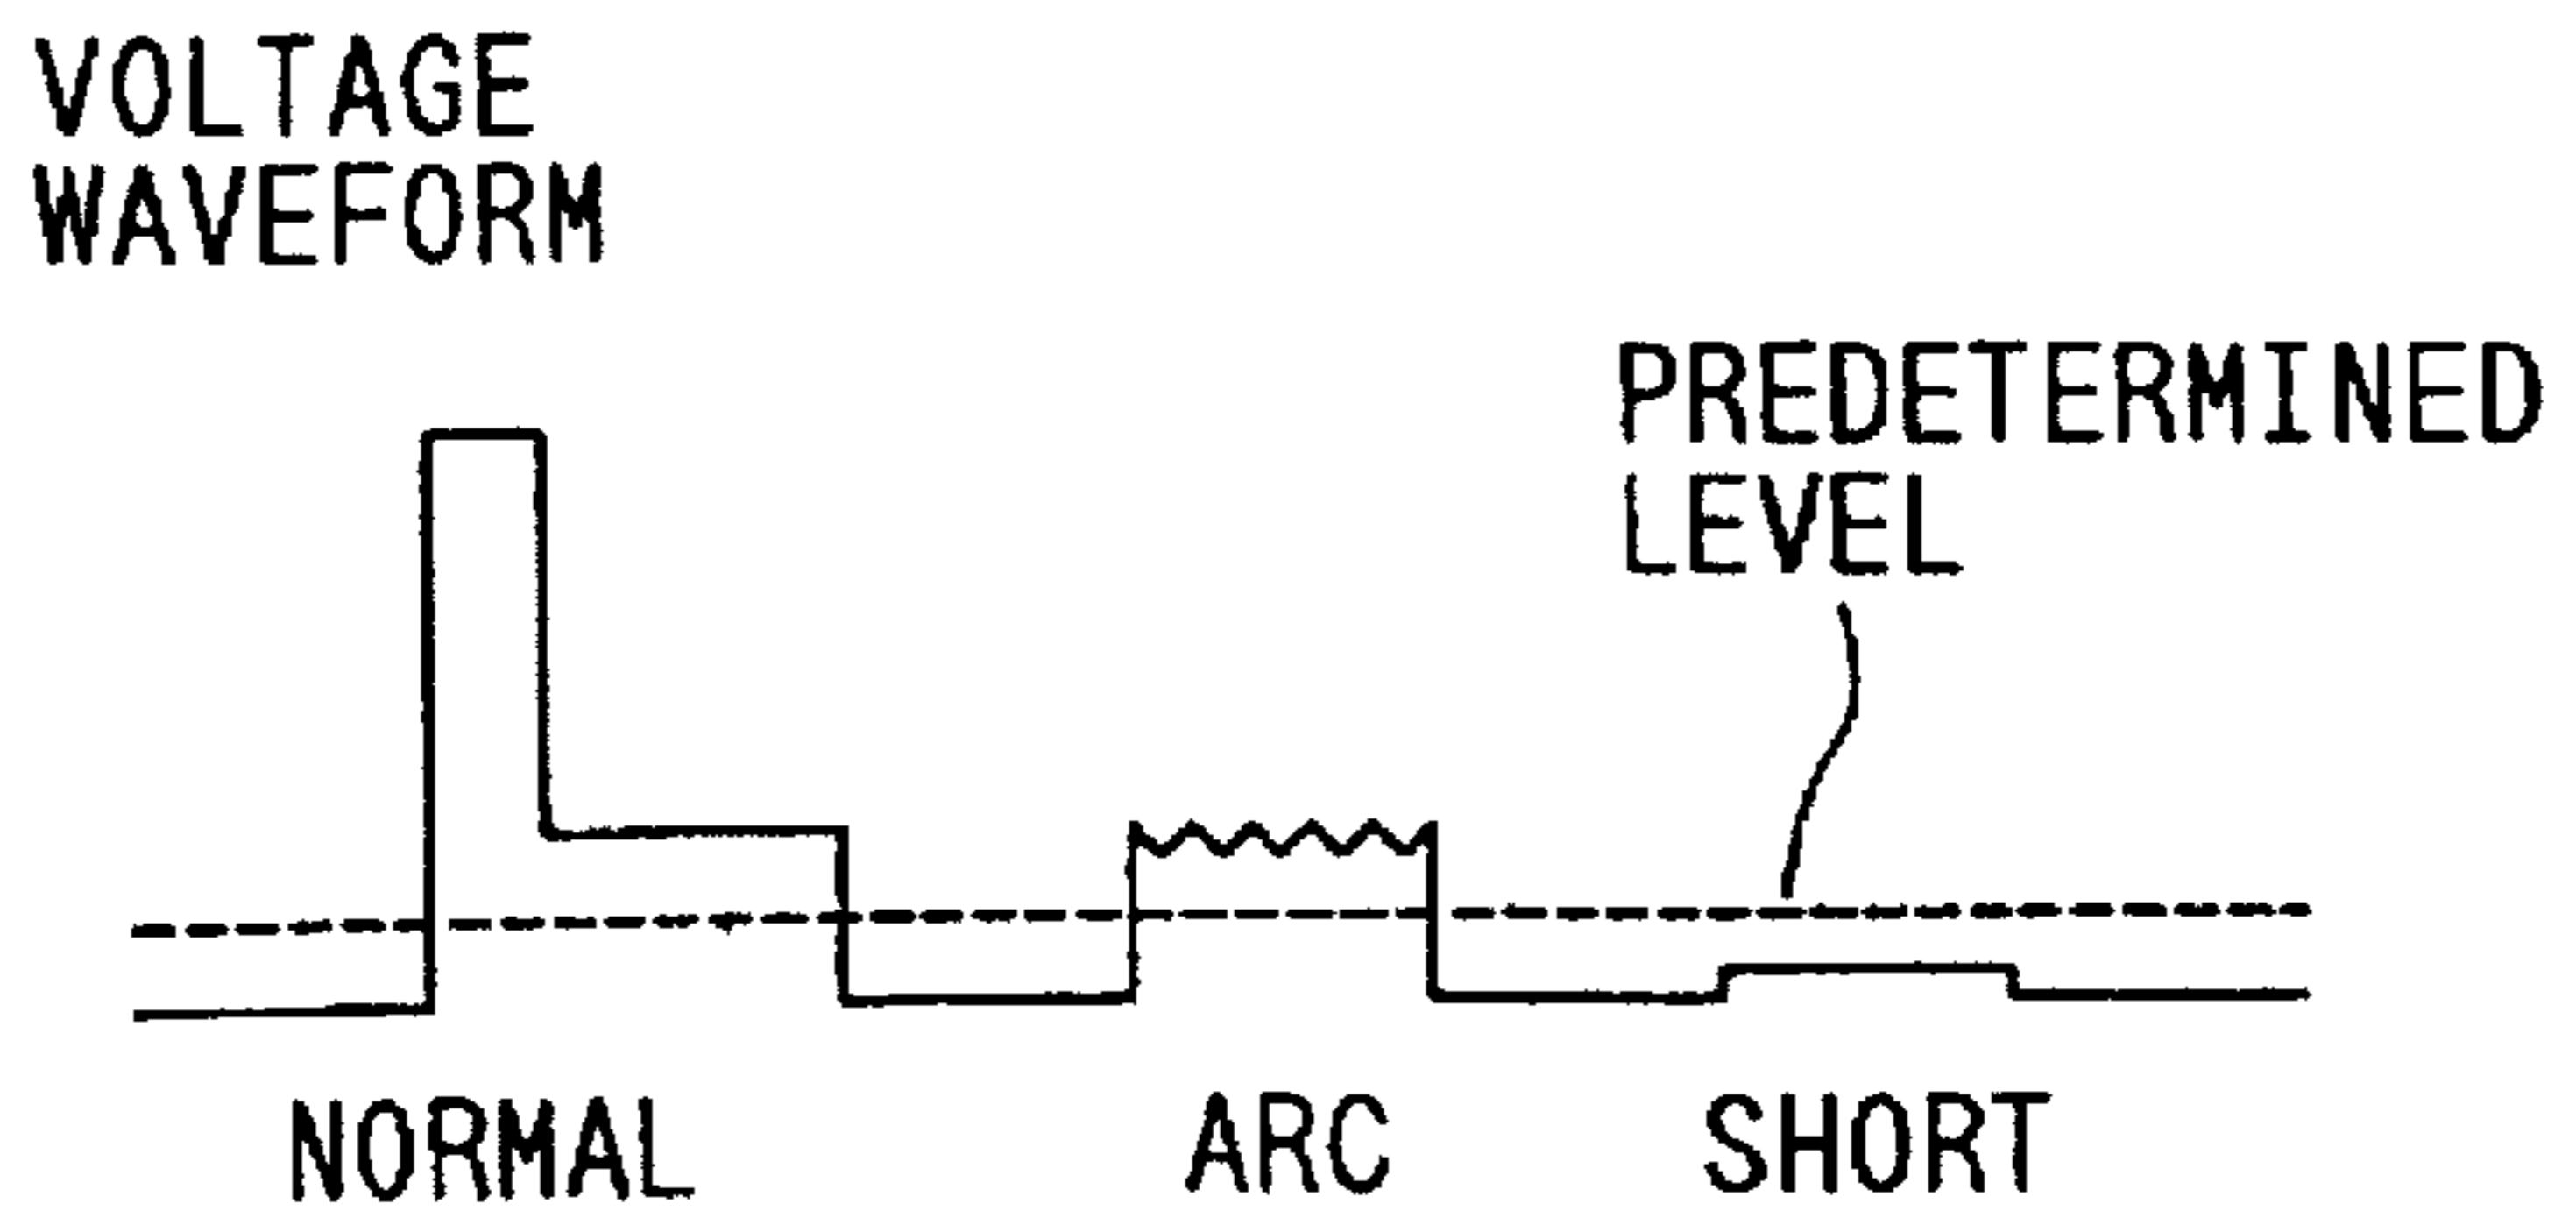 VOLTAGE
WAVEFORM
PREDETERMINED
LEVEL
NORMAL ARC SHORT